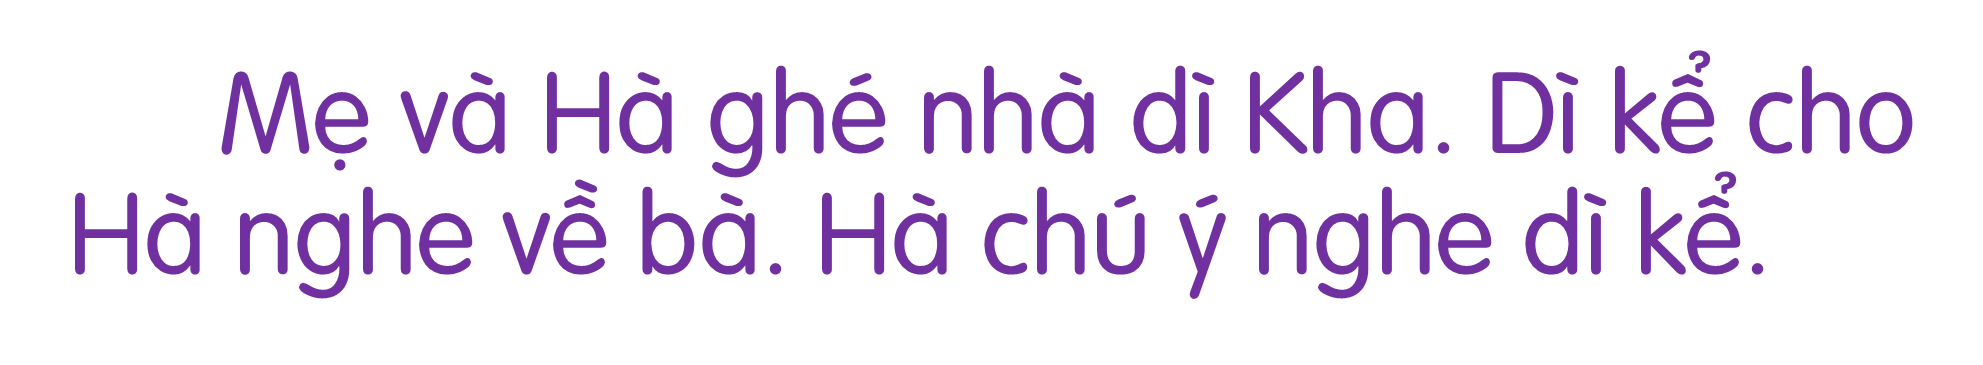 Mẹ và Hà ghé nhà dì Kha. Dì kể cho
Hà nghe về bà. Hà chú ý nghe dì kể.